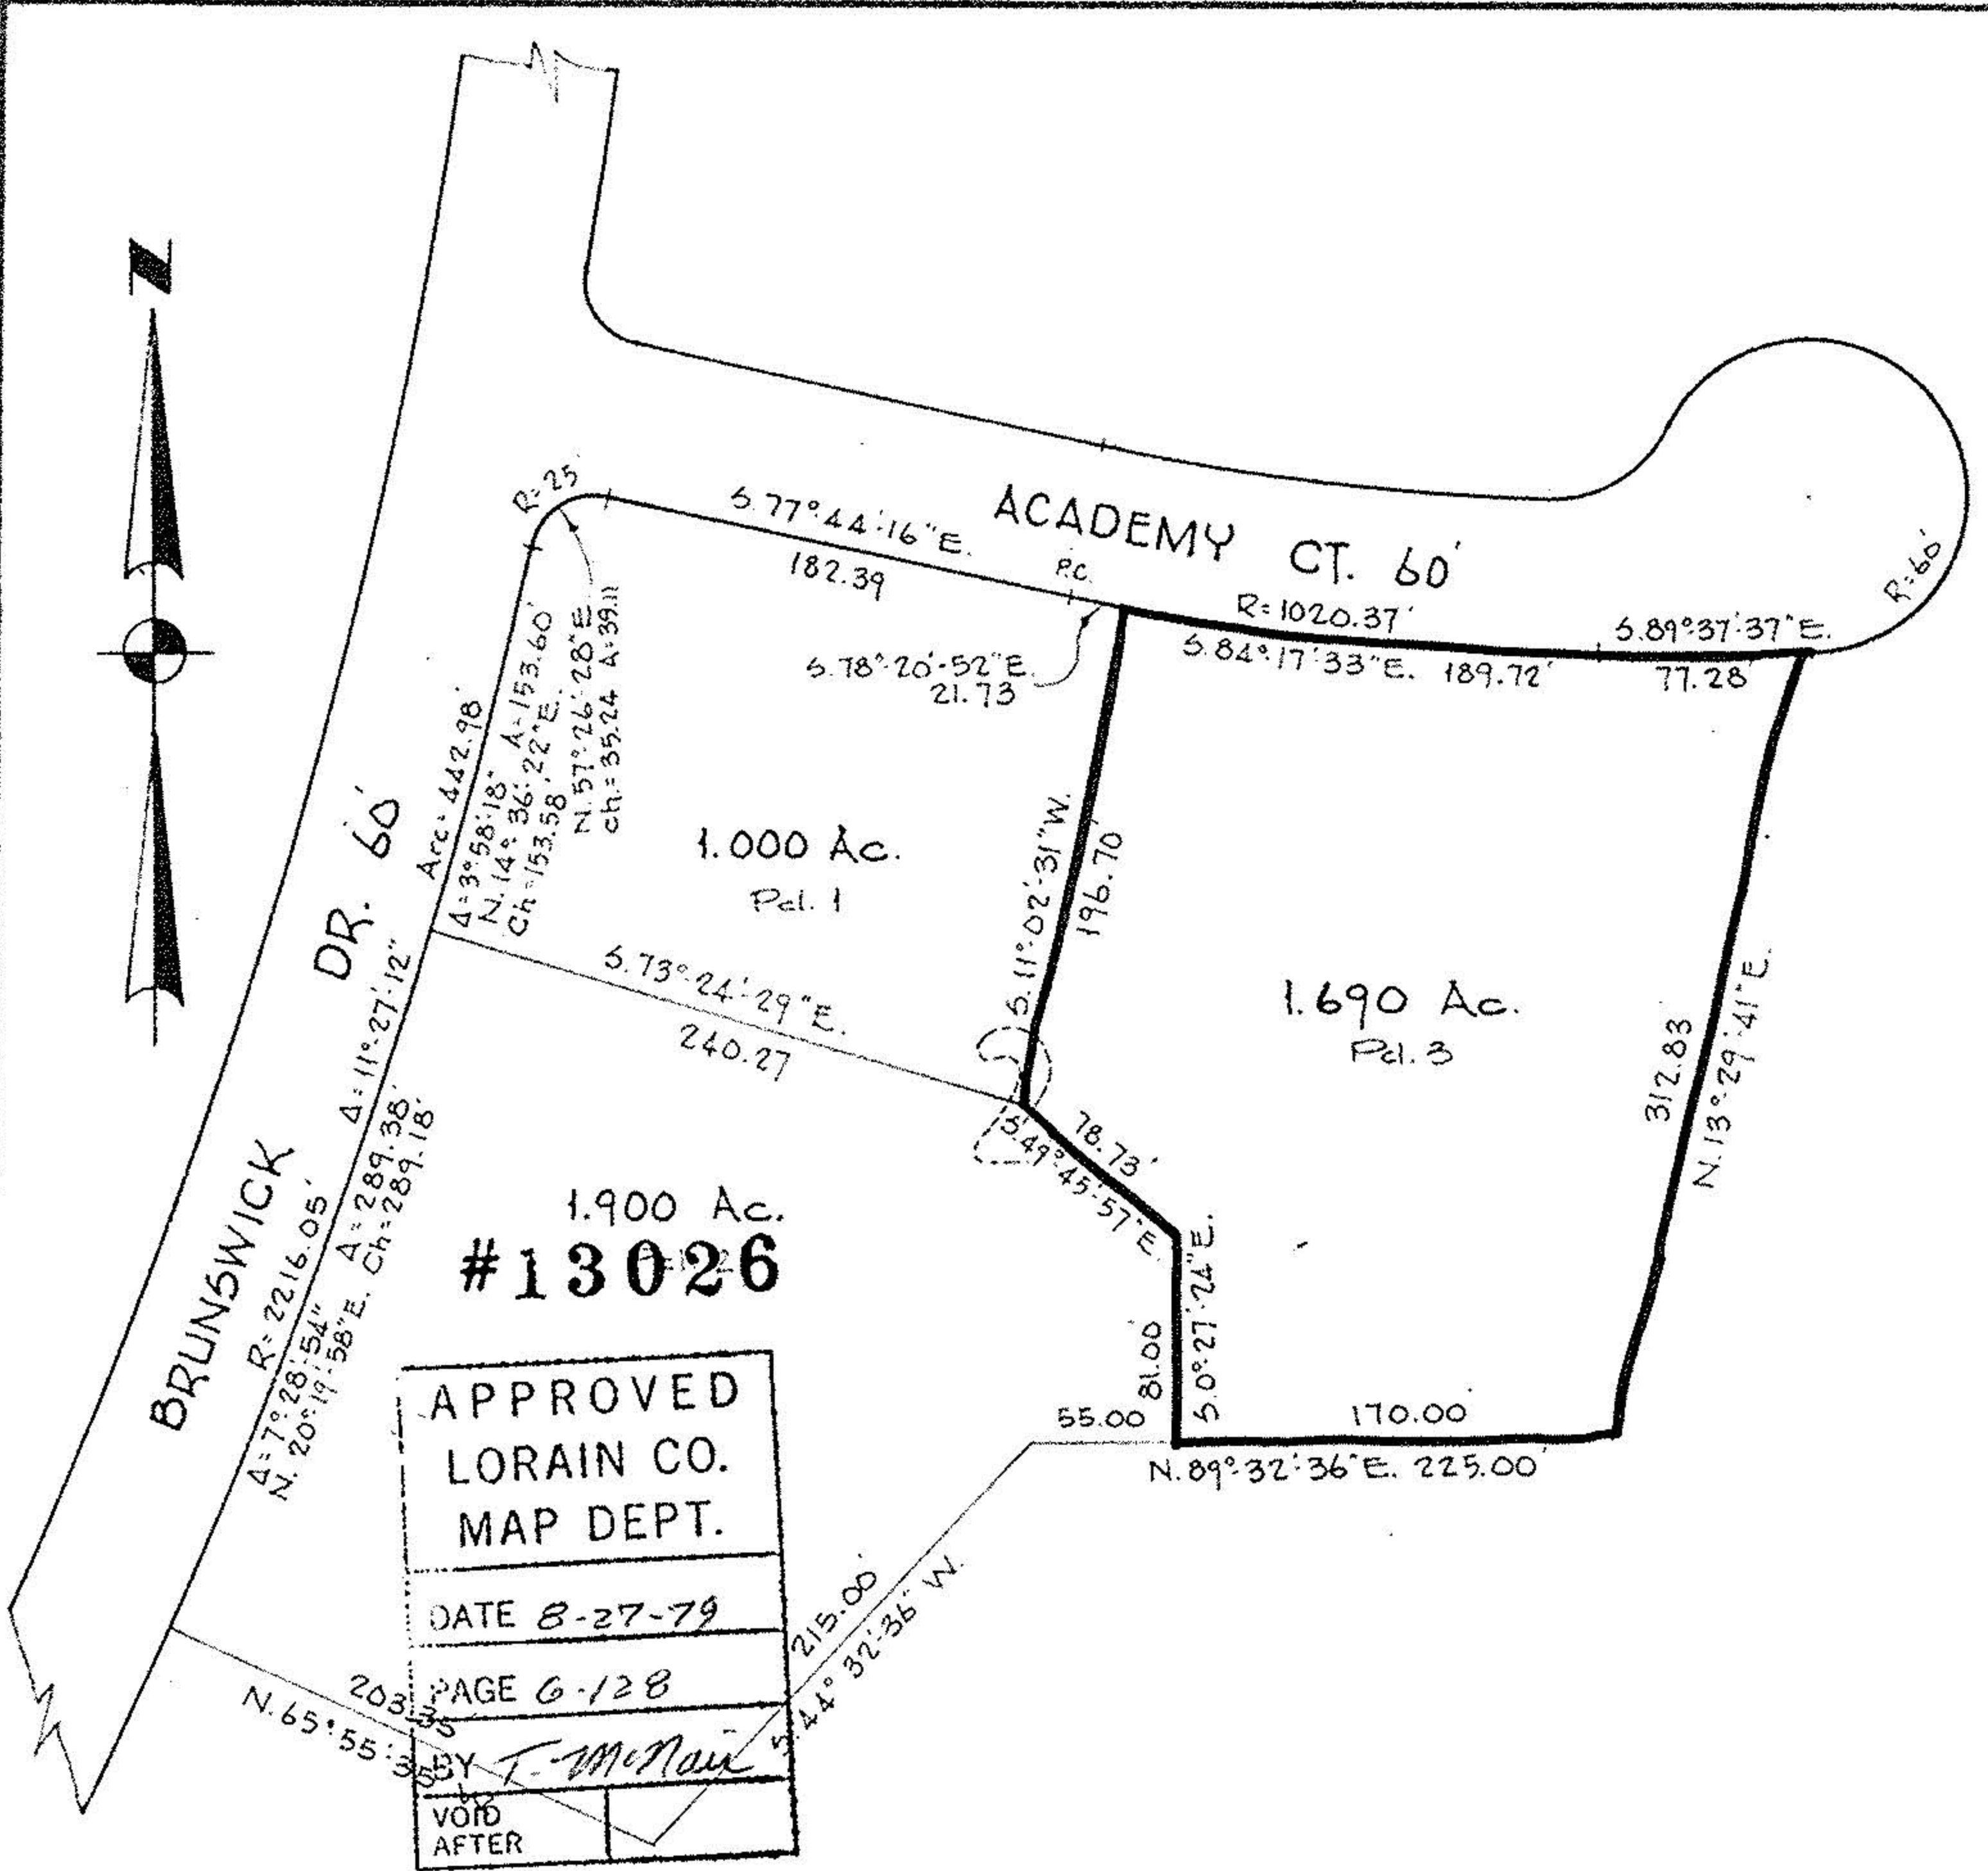 N
R=25
S.77°-44'-16"E.
182.39
ACADEMY CT. 60'
P.C.
R=1020.37'
S.84°-17'-33"E. 189.72'
S.89°-37'-37"E.
77.28'
R=60'
S.78°-20'-52"E.
21.73
Arc=442.98'
Δ=3°-58'-18" A=153.60'
N.14°-36'-22"E.
Ch=153.58'
N.57°-26'-28"E.
Ch.=35.24 A=39.11
1.000 Ac.
Pcl. 1
S.11°-02'-31"W.
196.70'
BRUNSWICK DR. 60'
S.73°-24'-29"E.
240.27
1.690 Ac.
Pcl. 3
312.83
N.13°-29'-41"E.
78.73'
S.49°-45'-57"E.
R=2216.05' Δ=11°-27'-12"
Δ=7°-28'-54" A=289.38'
N.20°-19'-58"E. Ch=289.18'
1.900 Ac.
#13026
81.00
S.0°-27'-24"E.
55.00
170.00
N.89°-32'-36"E. 225.00'
APPROVED
LORAIN CO.
MAP DEPT.
DATE 8-27-79
PAGE 6-128
BY T. McNair
VOID
AFTER
215.00'
S.44°-32'-36"W.
203.35
N.65°-55'-35"W.